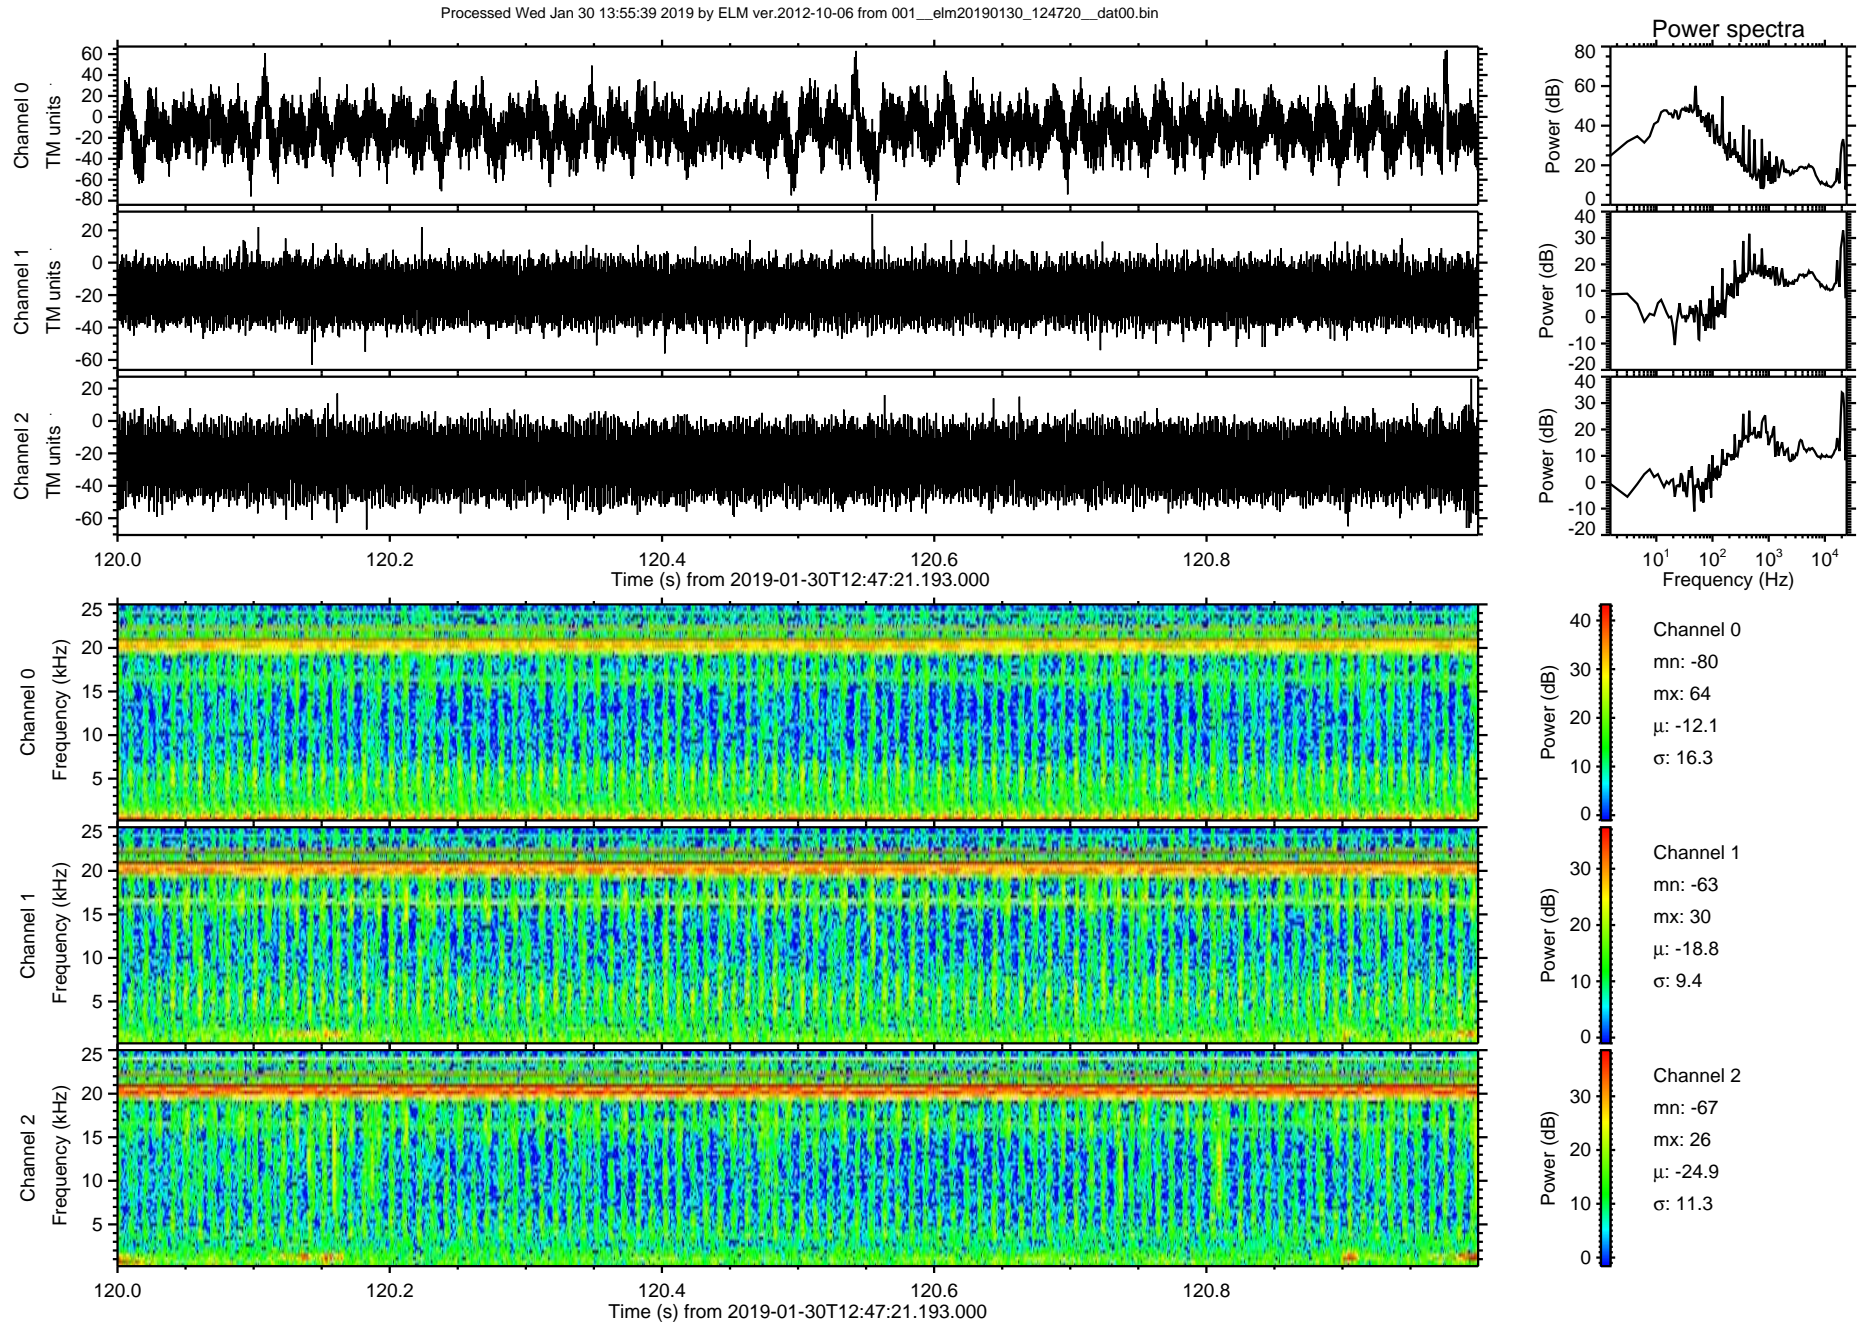 Processed Wed Jan 30 13:55:39 2019 by ELM ver.2012-10-06 from 001__elm20190130_124720__dat00.bin
Power spectra
Channel 0
TM units
60
40
20
0
-20
-40
-60
-80
Power (dB)
80
60
40
20
0
Channel 1
TM units
20
0
-20
-40
-60
Power (dB)
40
30
20
10
0
-10
-20
Channel 2
TM units
20
0
-20
-40
-60
Power (dB)
40
30
20
10
0
-10
-20
120.0 120.2 120.4 120.6 120.8
Time (s) from 2019-01-30T12:47:21.193.000
10¹ 10² 10³ 10⁴
Frequency (Hz)
Channel 0
Frequency (kHz)
25
20
15
10
5
Power (dB)
40
30
20
10
0
Channel 0
mn: -80
mx: 64
μ: -12.1
σ: 16.3
Channel 1
Frequency (kHz)
25
20
15
10
5
Power (dB)
30
20
10
0
Channel 1
mn: -63
mx: 30
μ: -18.8
σ: 9.4
Channel 2
Frequency (kHz)
25
20
15
10
5
Power (dB)
30
20
10
0
Channel 2
mn: -67
mx: 26
μ: -24.9
σ: 11.3
120.0 120.2 120.4 120.6 120.8
Time (s) from 2019-01-30T12:47:21.193.000